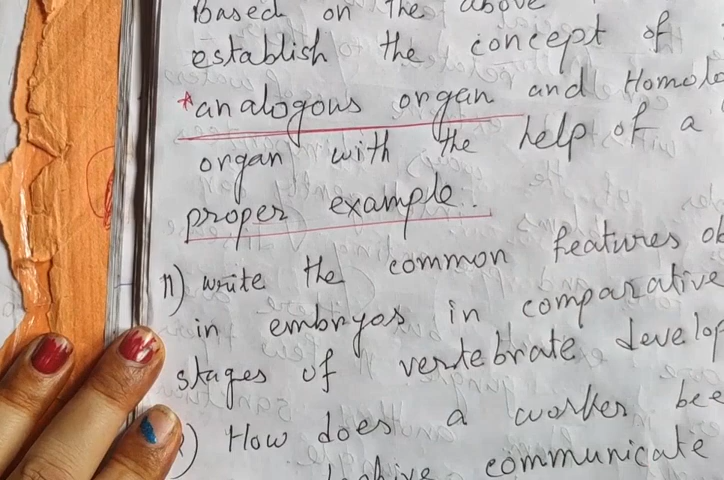 Based on the above
establish the concept of
*analogous organ and Homolo
organ with the help of a
proper example.
11) write the common features ob
in embryos in comparative
stages of vertebrate develop
) How does a worker bee
communicate